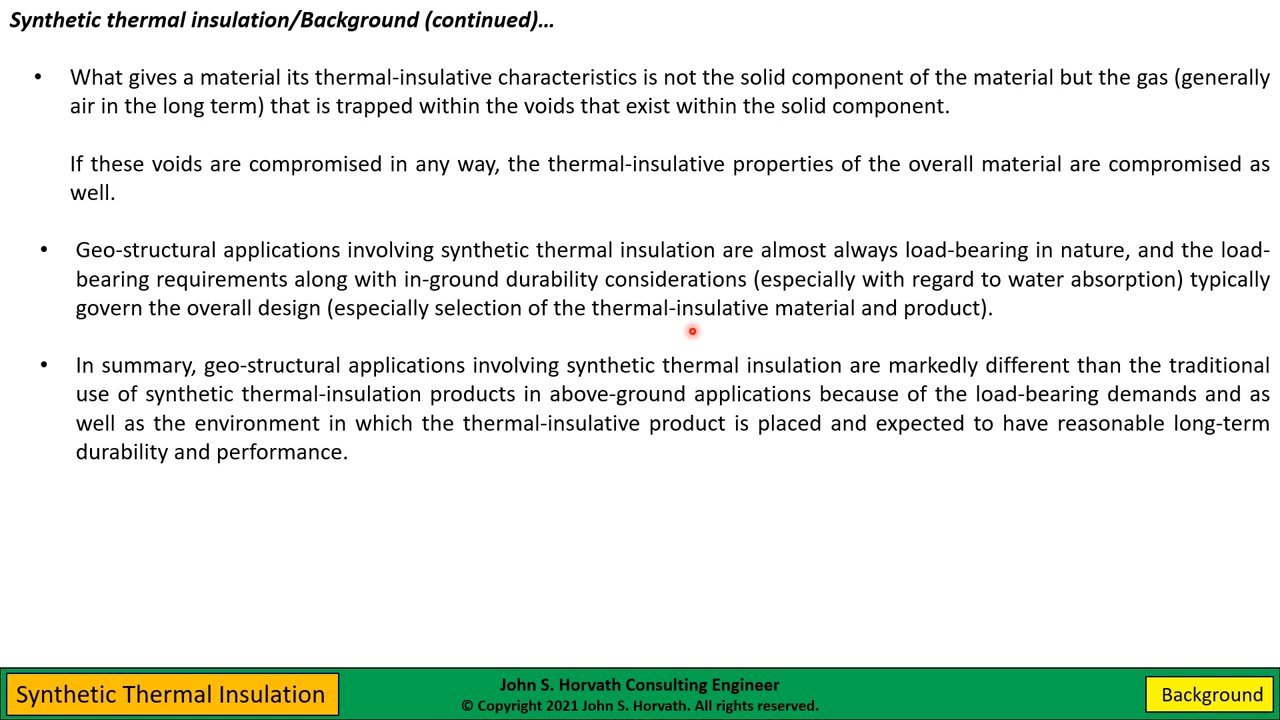 Synthetic thermal insulation/Background (continued)…
• What gives a material its thermal-insulative characteristics is not the solid component of the material but the gas (generally
air in the long term) that is trapped within the voids that exist within the solid component.
If these voids are compromised in any way, the thermal-insulative properties of the overall material are compromised as
well.
• Geo-structural applications involving synthetic thermal insulation are almost always load-bearing in nature, and the load-
bearing requirements along with in-ground durability considerations (especially with regard to water absorption) typically
govern the overall design (especially selection of the thermal-insulative material and product).
• In summary, geo-structural applications involving synthetic thermal insulation are markedly different than the traditional
use of synthetic thermal-insulation products in above-ground applications because of the load-bearing demands and as
well as the environment in which the thermal-insulative product is placed and expected to have reasonable long-term
durability and performance.
Synthetic Thermal Insulation
John S. Horvath Consulting Engineer
© Copyright 2021 John S. Horvath. All rights reserved.
Background